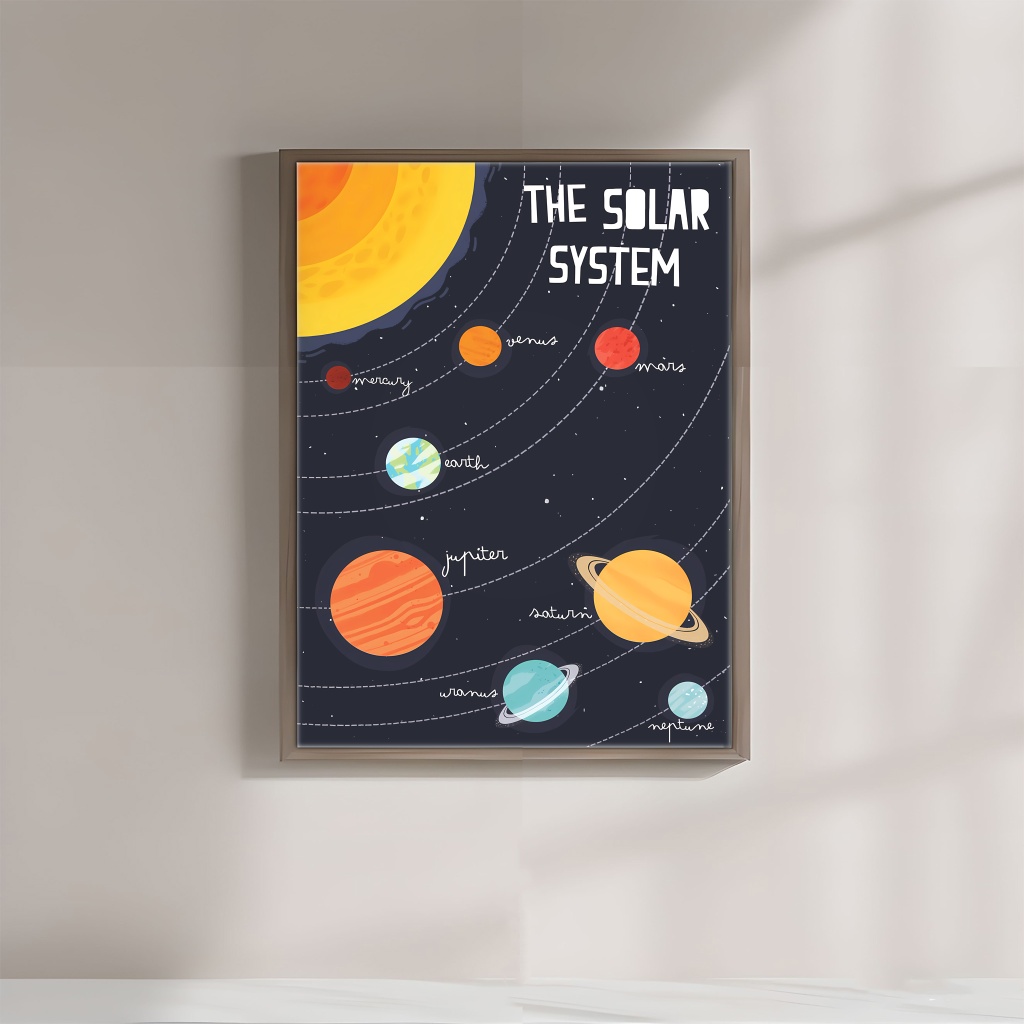 THE SOLAR
SYSTEM
venus
mars
mercury
earth
jupiter
saturn
uranus
neptune